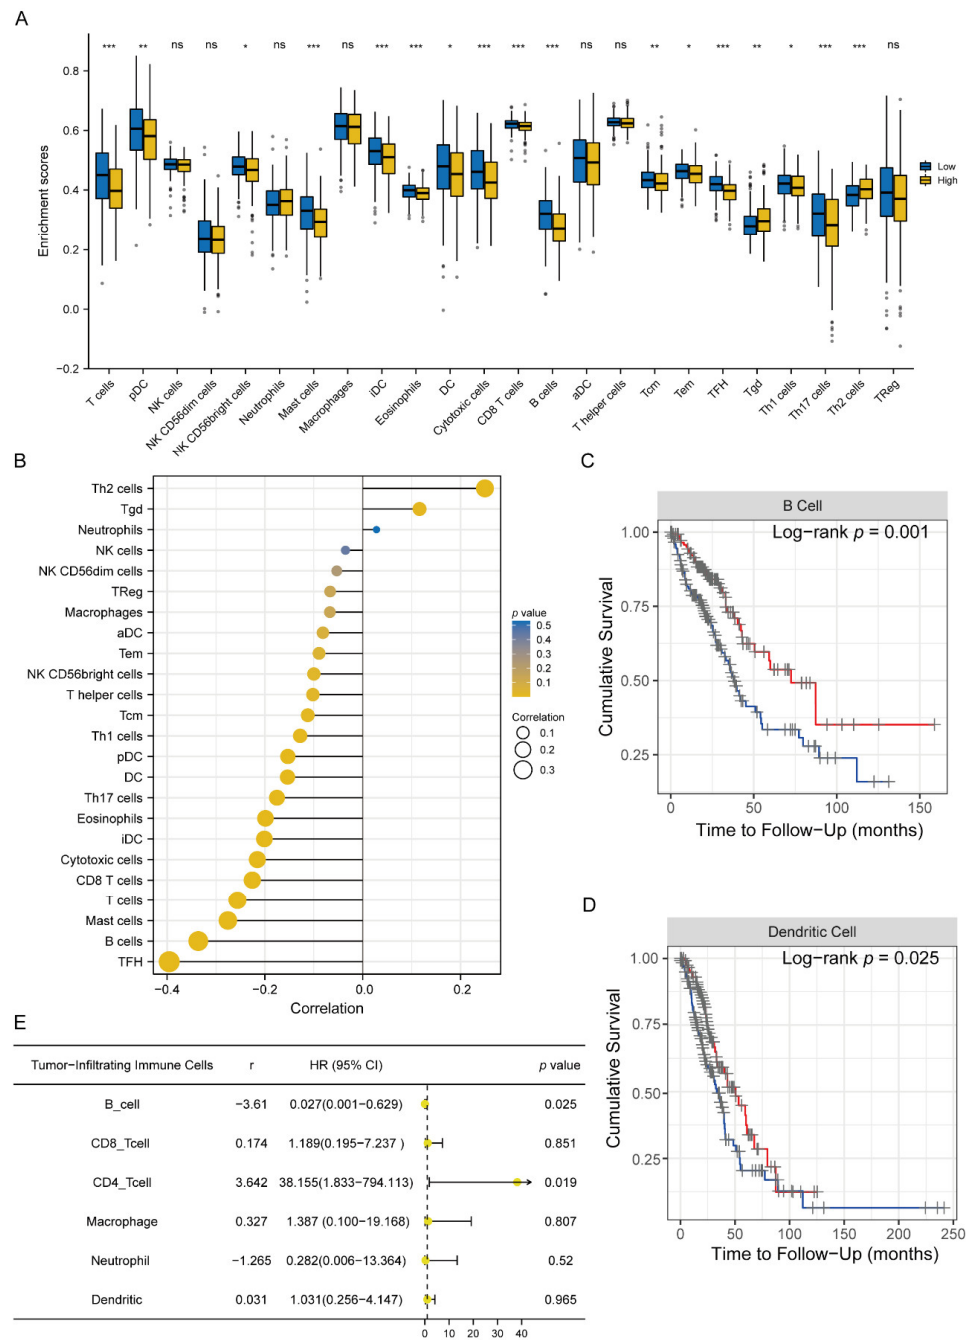 A
*** ** ns ns * ns *** ns *** *** * *** *** *** ns ns ** * *** ** * *** *** ns
Enrichment scores
0.8
0.6
0.4
0.2
0.0
−0.2
Low
High
T cells
pDC
NK cells
NK CD56dim cells
NK CD56bright cells
Neutrophils
Mast cells
Macrophages
iDC
Eosinophils
DC
Cytotoxic cells
CD8 T cells
B cells
aDC
T helper cells
Tcm
Tem
TFH
Tgd
Th1 cells
Th17 cells
Th2 cells
TReg
B
Th2 cells
Tgd
Neutrophils
NK cells
NK CD56dim cells
TReg
Macrophages
aDC
Tem
NK CD56bright cells
T helper cells
Tcm
Th1 cells
pDC
DC
Th17 cells
Eosinophils
iDC
Cytotoxic cells
CD8 T cells
T cells
Mast cells
B cells
TFH
−0.4 −0.2 0.0 0.2
Correlation
p value
0.5
0.4
0.3
0.2
0.1
Correlation
0.1
0.2
0.3
C
B Cell
Log−rank p = 0.001
Cumulative Survival
1.00
0.75
0.50
0.25
0 50 100 150
Time to Follow−Up (months)
D
Dendritic Cell
Log−rank p = 0.025
Cumulative Survival
1.00
0.75
0.50
0.25
0 50 100 150 200 250
Time to Follow−Up (months)
E
Tumor−Infiltrating Immune Cells r HR (95% CI) p value
B_cell −3.61 0.027(0.001−0.629) 0.025
CD8_Tcell 0.174 1.189(0.195−7.237 ) 0.851
CD4_Tcell 3.642 38.155(1.833−794.113) 0.019
Macrophage 0.327 1.387 (0.100−19.168) 0.807
Neutrophil −1.265 0.282(0.006−13.364) 0.52
Dendritic 0.031 1.031(0.256−4.147) 0.965
0 10 20 30 40